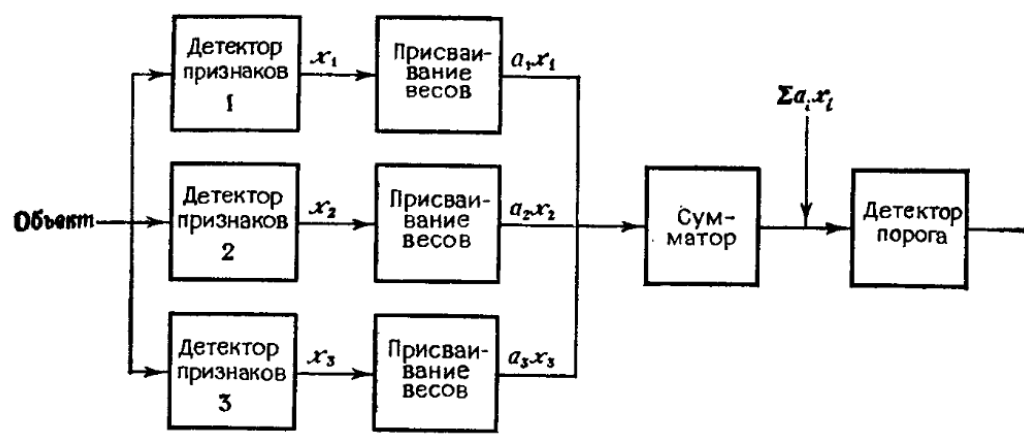 Детектор
признаков
1
x₁
Присваи-
вание
весов
a₁x₁
Объект
Детектор
признаков
2
x₂
Присваи-
вание
весов
a₂x₂
Сум-
матор
Σaᵢxᵢ
Детектор
порога
Детектор
признаков
3
x₃
Присваи-
вание
весов
a₃x₃